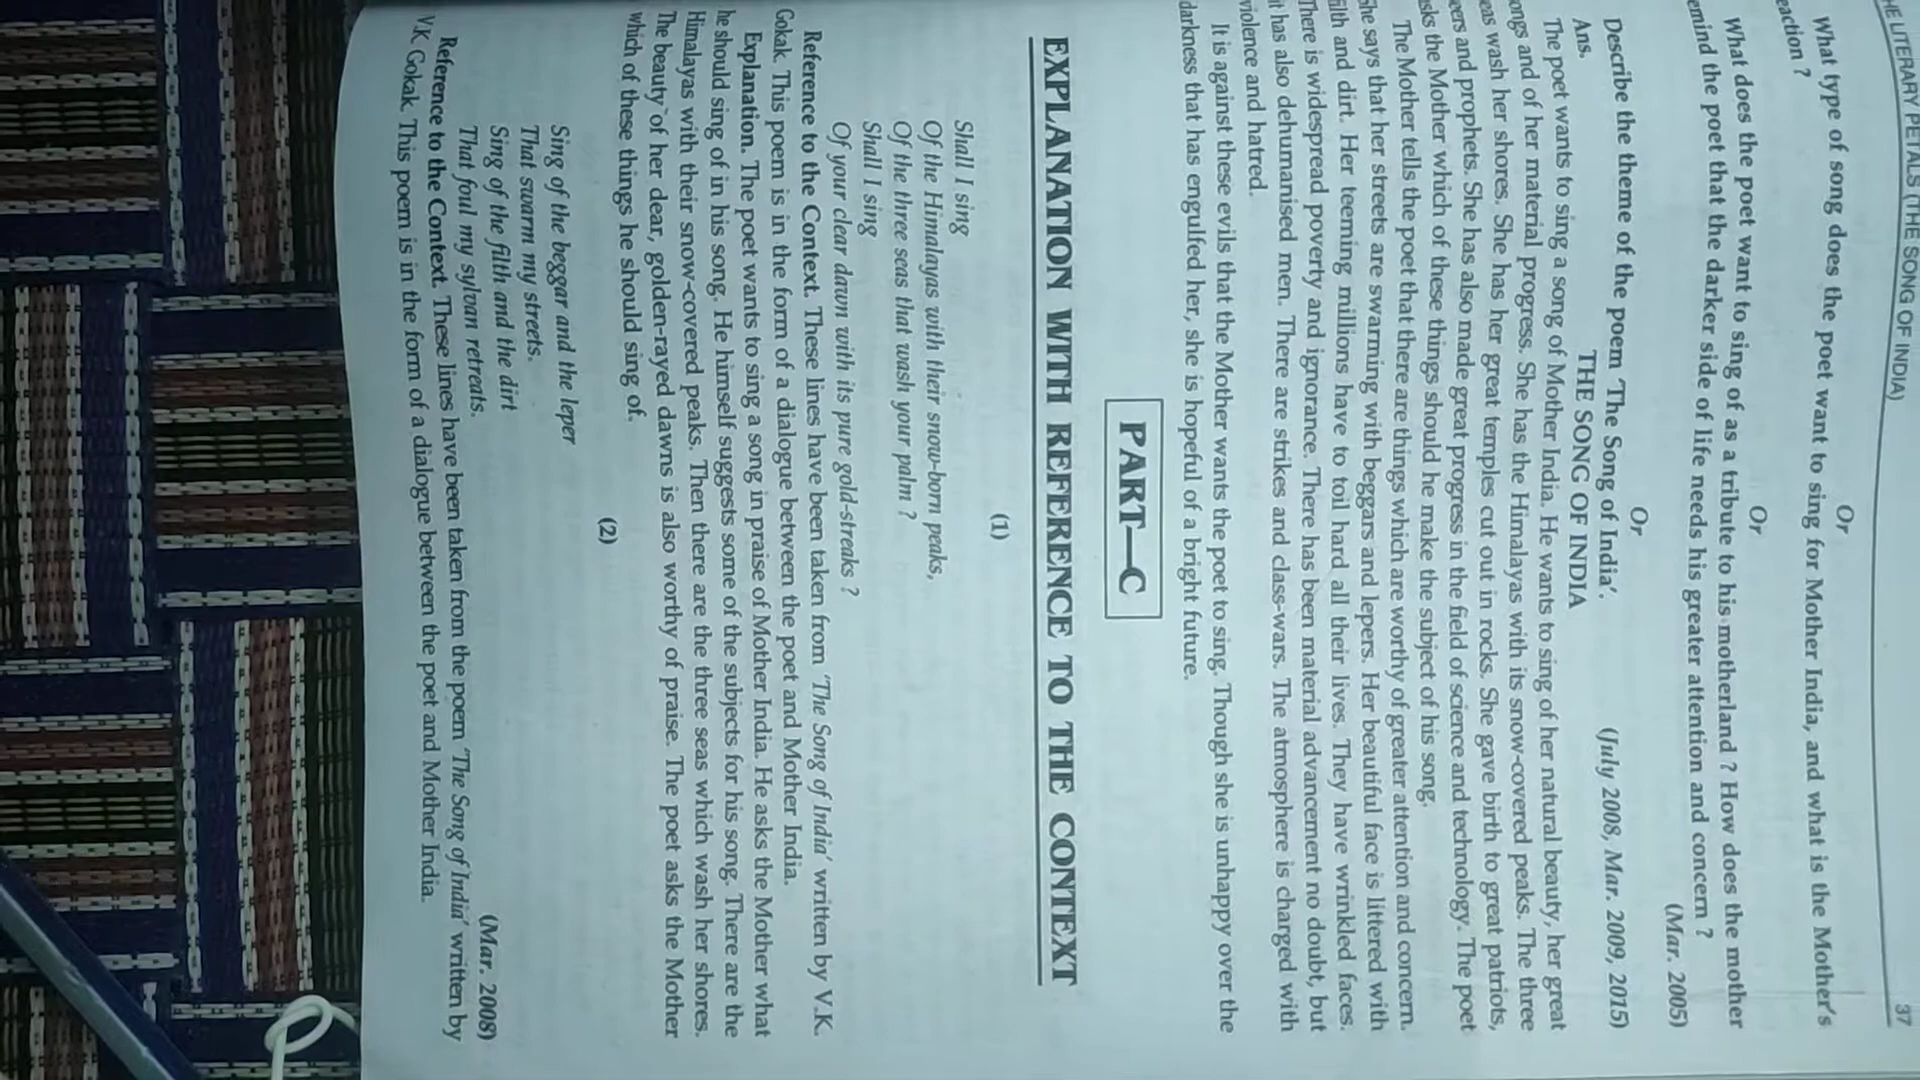 HE LITERARY PETALS (THE SONG OF INDIA) 37
Or
What type of song does the poet want to sing for Mother India, and what is the Mother's
eaction ?
Or
What does the poet want to sing of as a tribute to his motherland ? How does the mother
emind the poet that the darker side of life needs his greater attention and concern ?
(Mar. 2005)
Or
Describe the theme of the poem 'The Song of India'. (July 2008, Mar. 2009, 2015)
Ans. THE SONG OF INDIA
The poet wants to sing a song of Mother India. He wants to sing of her natural beauty, her great
ongs and of her material progress. She has the Himalayas with its snow-covered peaks. The three
eas wash her shores. She has her great temples cut out in rocks. She gave birth to great patriots,
eers and prophets. She has also made great progress in the field of science and technology. The poet
sks the Mother which of these things should he make the subject of his song.
The Mother tells the poet that there are things which are worthy of greater attention and concern.
She says that her streets are swarming with beggars and lepers. Her beautiful face is littered with
filth and dirt. Her teeming millions have to toil hard all their lives. They have wrinkled faces.
There is widespread poverty and ignorance. There has been material advancement no doubt, but
it has also dehumanised men. There are strikes and class-wars. The atmosphere is charged with
violence and hatred.
It is against these evils that the Mother wants the poet to sing. Though she is unhappy over the
darkness that has engulfed her, she is hopeful of a bright future.
PART—C
EXPLANATION WITH REFERENCE TO THE CONTEXT
(1)
Shall I sing
Of the Himalayas with their snow-born peaks,
Of the three seas that wash your palm ?
Shall I sing
Of your clear dawn with its pure gold-streaks ?
Reference to the Context. These lines have been taken from 'The Song of India' written by V.K.
Gokak. This poem is in the form of a dialogue between the poet and Mother India.
Explanation. The poet wants to sing a song in praise of Mother India. He asks the Mother what
he should sing of in his song. He himself suggests some of the subjects for his song. There are the
Himalayas with their snow-covered peaks. Then there are the three seas which wash her shores.
The beauty of her dear, golden-rayed dawns is also worthy of praise. The poet asks the Mother
which of these things he should sing of.
(2)
Sing of the beggar and the leper
That swarm my streets.
Sing of the filth and the dirt
That foul my sylvan retreats. (Mar. 2008)
Reference to the Context. These lines have been taken from the poem 'The Song of India' written by
V.K. Gokak. This poem is in the form of a dialogue between the poet and Mother India.